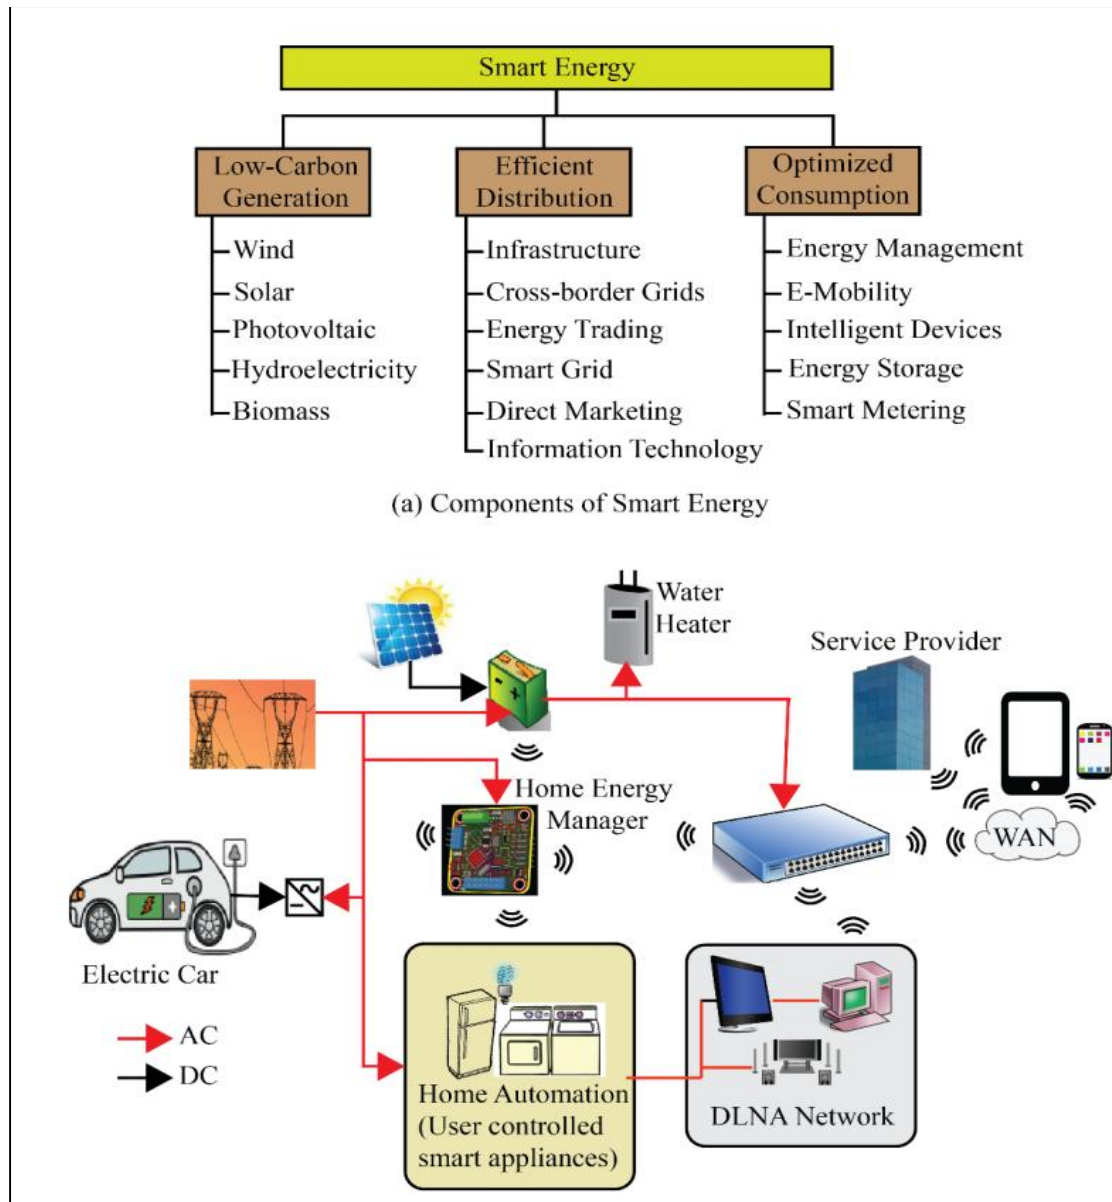 Smart Energy
Low-Carbon
Generation
Efficient
Distribution
Optimized
Consumption
Wind
Solar
Photovoltaic
Hydroelectricity
Biomass
Infrastructure
Cross-border Grids
Energy Trading
Smart Grid
Direct Marketing
Information Technology
Energy Management
E-Mobility
Intelligent Devices
Energy Storage
Smart Metering
(a) Components of Smart Energy
Water
Heater
Service Provider
- +
Home Energy
Manager
WAN
Electric Car
AC
DC
Home Automation
(User controlled
smart appliances)
DLNA Network